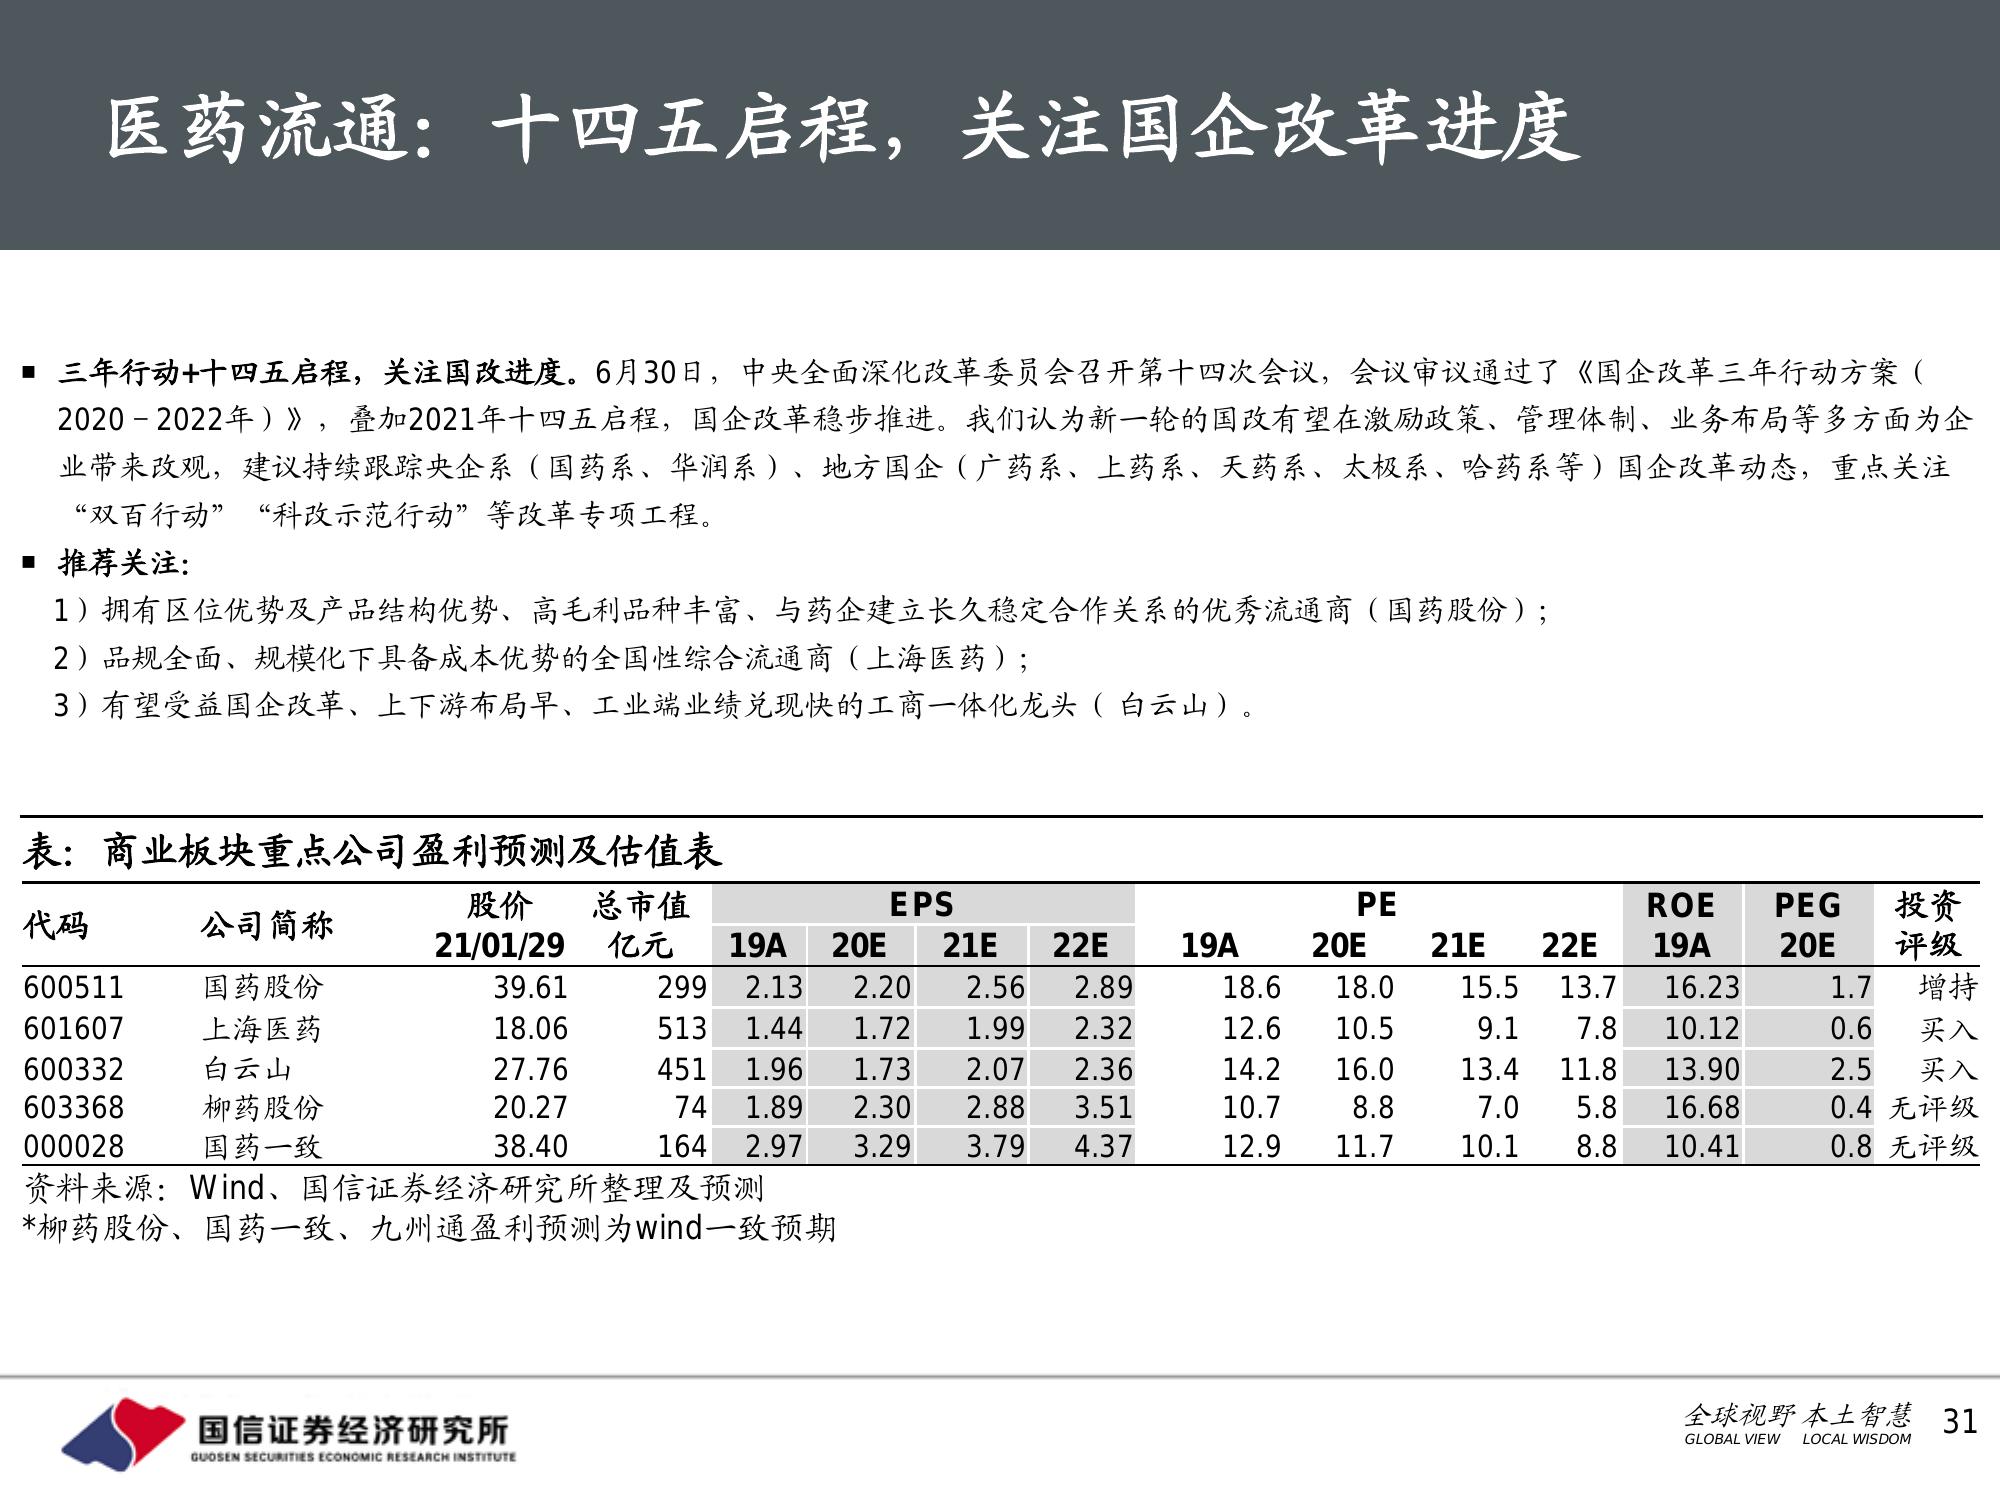 医药流通：十四五启程，关注国企改革进度
■ 三年行动+十四五启程，关注国改进度。6月30日，中央全面深化改革委员会召开第十四次会议，会议审议通过了《国企改革三年行动方案（
2020－2022年）》，叠加2021年十四五启程，国企改革稳步推进。我们认为新一轮的国改有望在激励政策、管理体制、业务布局等多方面为企
业带来改观，建议持续跟踪央企系（国药系、华润系）、地方国企（广药系、上药系、天药系、太极系、哈药系等）国企改革动态，重点关注
“双百行动”“科改示范行动”等改革专项工程。
■ 推荐关注：
1）拥有区位优势及产品结构优势、高毛利品种丰富、与药企建立长久稳定合作关系的优秀流通商（国药股份）；
2）品规全面、规模化下具备成本优势的全国性综合流通商（上海医药）；
3）有望受益国企改革、上下游布局早、工业端业绩兑现快的工商一体化龙头（ 白云山）。
表：商业板块重点公司盈利预测及估值表
代码 公司简称 股价 总市值 EPS PE ROE PEG 投资
21/01/29 亿元 19A 20E 21E 22E 19A 20E 21E 22E 19A 20E 评级
600511 国药股份 39.61 299 2.13 2.20 2.56 2.89 18.6 18.0 15.5 13.7 16.23 1.7 增持
601607 上海医药 18.06 513 1.44 1.72 1.99 2.32 12.6 10.5 9.1 7.8 10.12 0.6 买入
600332 白云山 27.76 451 1.96 1.73 2.07 2.36 14.2 16.0 13.4 11.8 13.90 2.5 买入
603368 柳药股份 20.27 74 1.89 2.30 2.88 3.51 10.7 8.8 7.0 5.8 16.68 0.4 无评级
000028 国药一致 38.40 164 2.97 3.29 3.79 4.37 12.9 11.7 10.1 8.8 10.41 0.8 无评级
资料来源：Wind、国信证券经济研究所整理及预测
*柳药股份、国药一致、九州通盈利预测为wind一致预期
国信证券经济研究所
GUOSEN SECURITIES ECONOMIC RESEARCH INSTITUTE
全球视野 本土智慧
GLOBAL VIEW LOCAL WISDOM
31